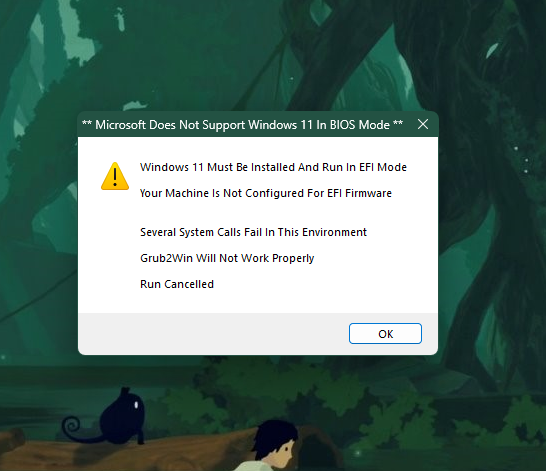 ** Microsoft Does Not Support Windows 11 In BIOS Mode **
Windows 11 Must Be Installed And Run In EFI Mode
Your Machine Is Not Configured For EFI Firmware
Several System Calls Fail In This Environment
Grub2Win Will Not Work Properly
Run Cancelled
OK